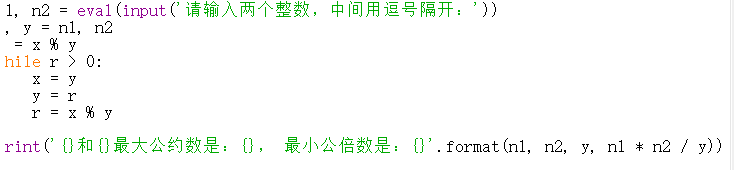 1, n2 = eval(input('请输入两个整数，中间用逗号隔开：'))
, y = n1, n2
= x % y
hile r > 0:
    x = y
    y = r
    r = x % y
rint('{}和{}最大公约数是：{}， 最小公倍数是：{}'.format(n1, n2, y, n1 * n2 / y))